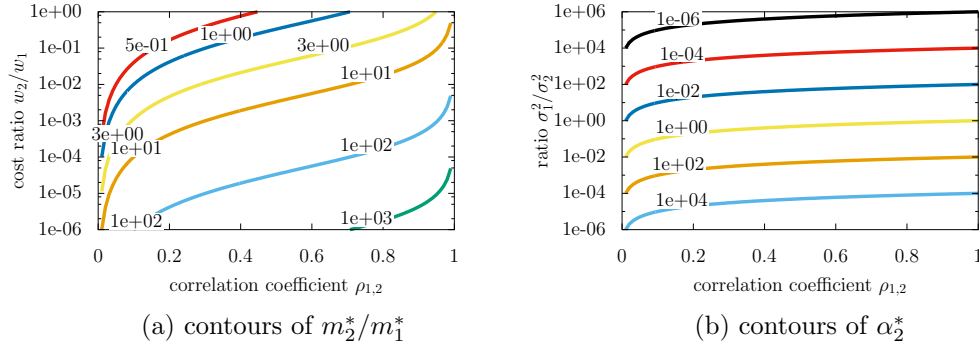 1e+00
1e-01
1e-02
1e-03
1e-04
1e-05
1e-06
cost ratio w2/w1
5e-01
1e+00
3e+00
1e+01
3e+00
1e+01
1e+02
1e+02
1e+03
0
0.2
0.4
0.6
0.8
1
correlation coefficient ρ1,2
(a) contours of m₂*/m₁*
1e+06
1e+04
1e+02
1e+00
1e-02
1e-04
1e-06
ratio σ₁²/σ₂²
1e-06
1e-04
1e-02
1e+00
1e+02
1e+04
0
0.2
0.4
0.6
0.8
1
correlation coefficient ρ1,2
(b) contours of α₂*